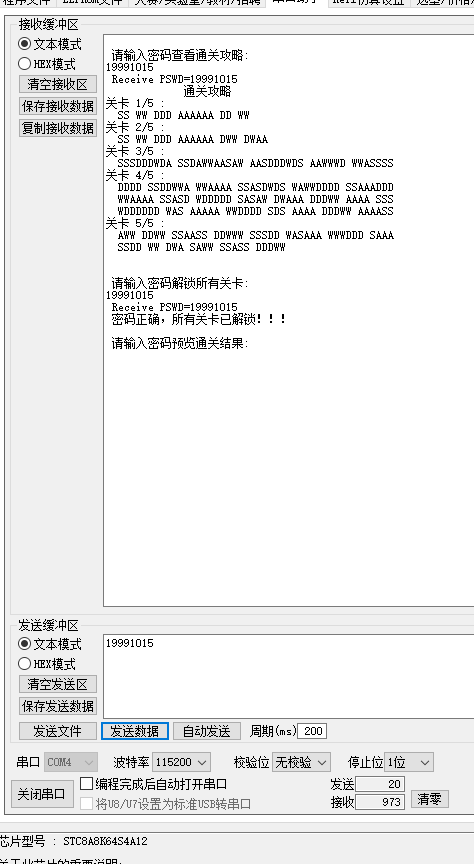 接收缓冲区
文本模式
HEX模式
清空接收区
保存接收数据
复制接收数据
请输入密码查看通关攻略:
19991015
Receive PSWD=19991015
通关攻略
关卡 1/5 :
SS WW DDD AAAAAA DD WW
关卡 2/5 :
SS WW DDD AAAAAA DWW DWAA
关卡 3/5 :
SSSDDDWDA SSDAWWAASAW AASDDDWDS AAWWWD WWASSSS
关卡 4/5 :
DDDD SSDDWWA WWAAAA SSASDWDS WAWWDDDD SSAAADDD
WWAAAA SSASD WDDDDD SASAW DWAAA DDDWW AAAA SSS
WDDDDDD WAS AAAAA WWDDDD SDS AAAA DDDWW AAAASS
关卡 5/5 :
AWW DDWW SSAASS DDWWW SSSDD WASAAA WWWDDD SAAA
SSDD WW DWA SAWW SSASS DDDWW
请输入密码解锁所有关卡:
19991015
Receive PSWD=19991015
密码正确，所有关卡已解锁！！！
请输入密码预览通关结果:
发送缓冲区
文本模式
HEX模式
清空发送区
保存发送数据
19991015
发送文件 发送数据 自动发送 周期(ms) 200
串口 COM4 波特率 115200 校验位 无校验 停止位 1位
关闭串口
编程完成后自动打开串口
将U8/U7设置为标准USB转串口
发送 20
接收 973
清零
芯片型号 : STC8A8K64S4A12